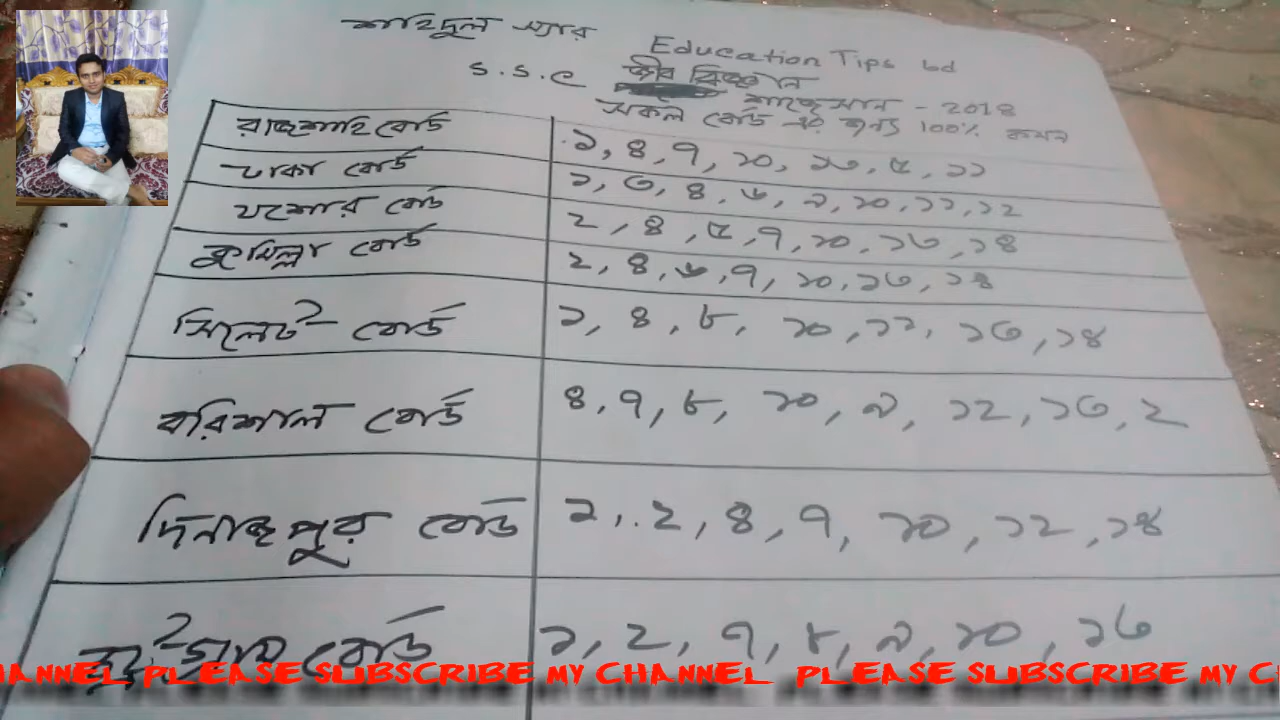 শাহিদুল স্যার
Education Tips bd
S.S.C জীব বিজ্ঞান
সাজেসান - 2018
সকল বোর্ড এর জন্য 100% কমন
রাজশাহি বোর্ড ১, ৪, ৭, ১০, ১৩, ৫, ১১
ঢাকা বোর্ড ১, ৩, ৪, ৬, ৯, ১০, ১১, ১২
যশোর বোর্ড ২, ৪, ৫, ৭, ১০, ১৩, ১৪
কুমিল্লা বোর্ড ২, ৪, ৬, ৭, ১০, ১৩, ১৪
সিলেট বোর্ড ১, ৪, ৮, ১০, ১২, ১৩, ১৪
বরিশাল বোর্ড ৪, ৭, ৮, ১০, ৯, ১২, ১৩, ২
দিনাজপুর বোর্ড ১, ২, ৪, ৭, ১০, ১২, ১৪
বোর্ড ১, ২, ৭, ৮, ৯, ১০, ১৩
CHANNEL PLEASE SUBSCRIBE MY CHANNEL PLEASE SUBSCRIBE MY